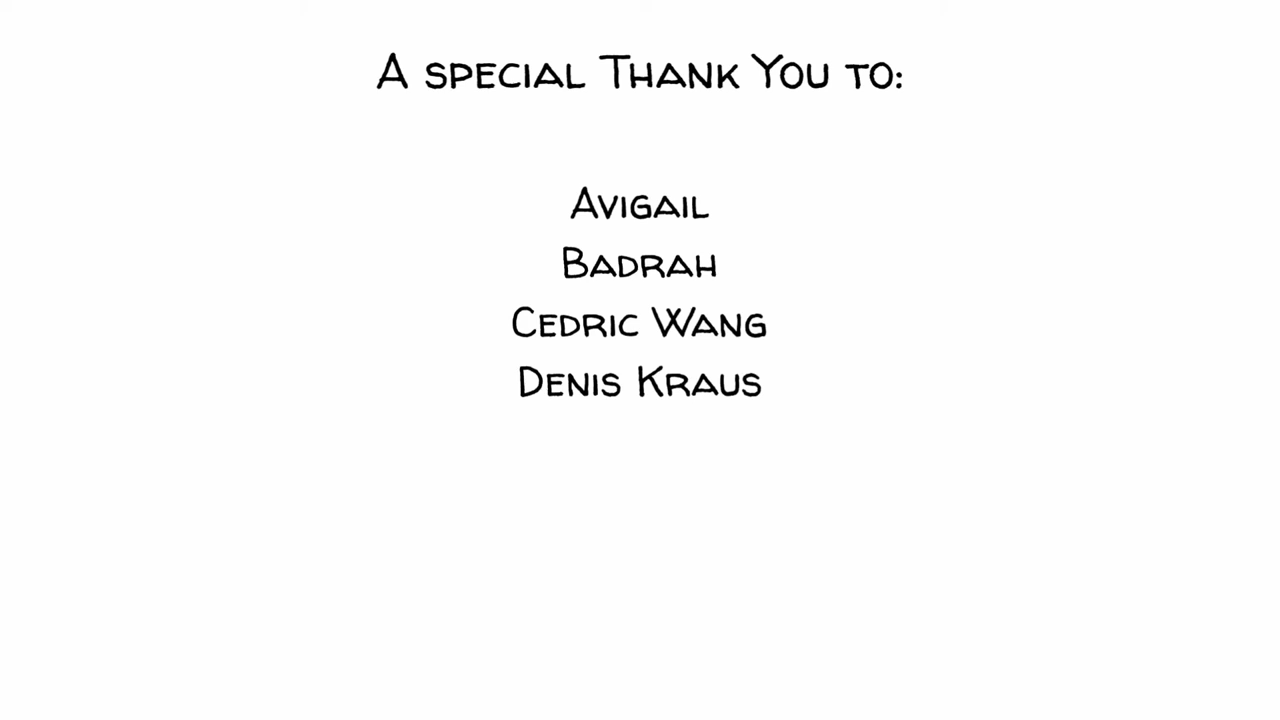 A special Thank You to:
Avigail
Badrah
Cedric Wang
Denis Kraus